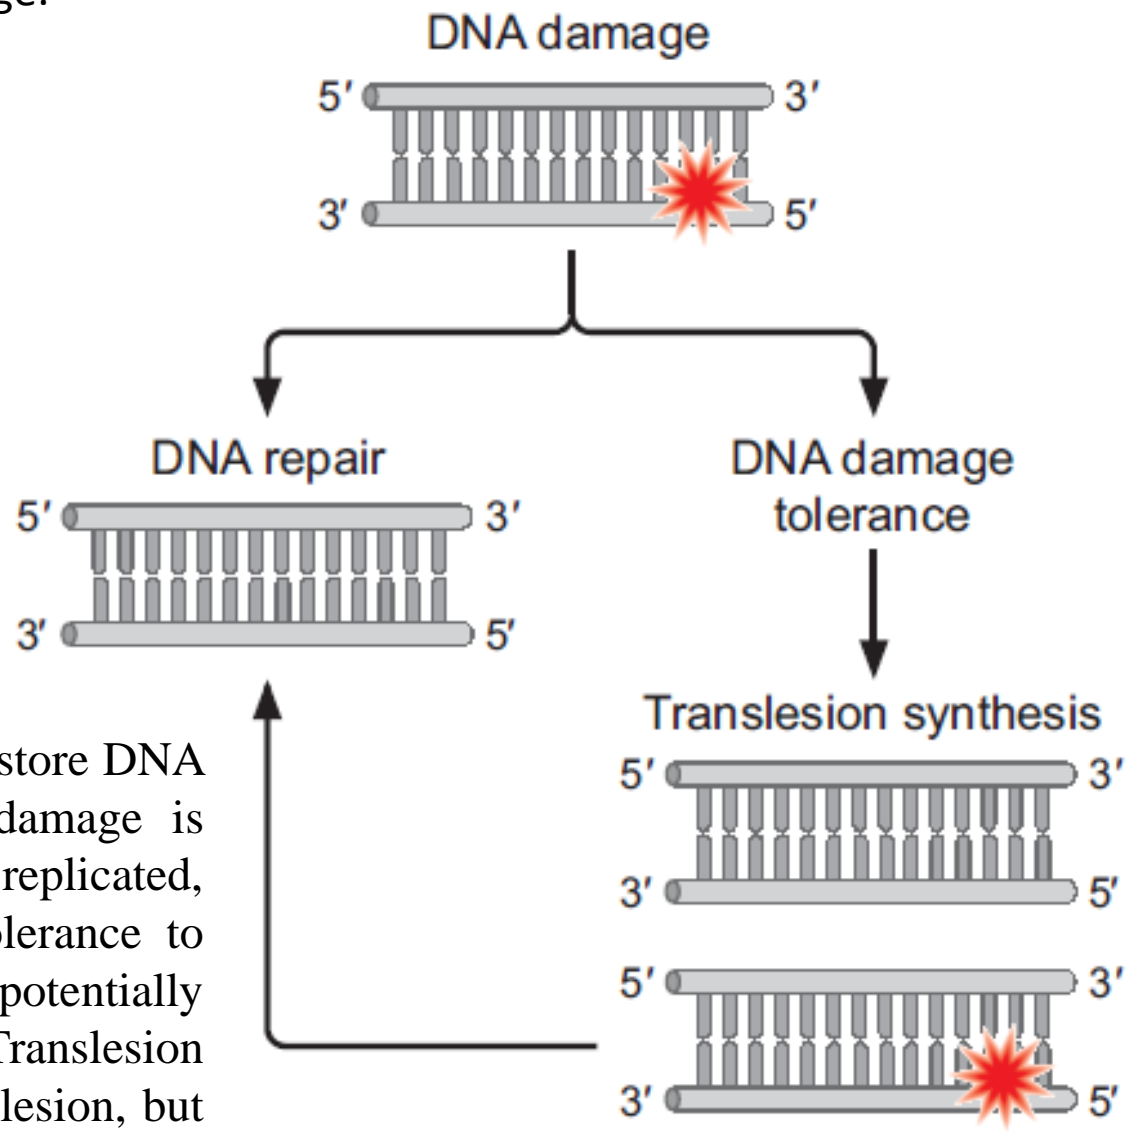 DNA damage
5′ 3′
3′ 5′
DNA repair
5′ 3′
3′ 5′
DNA damage
tolerance
Translesion synthesis
5′ 3′
3′ 5′
5′ 3′
3′ 5′
store DNA
damage is
replicated,
lerance to
potentially
Translesion
lesion, but